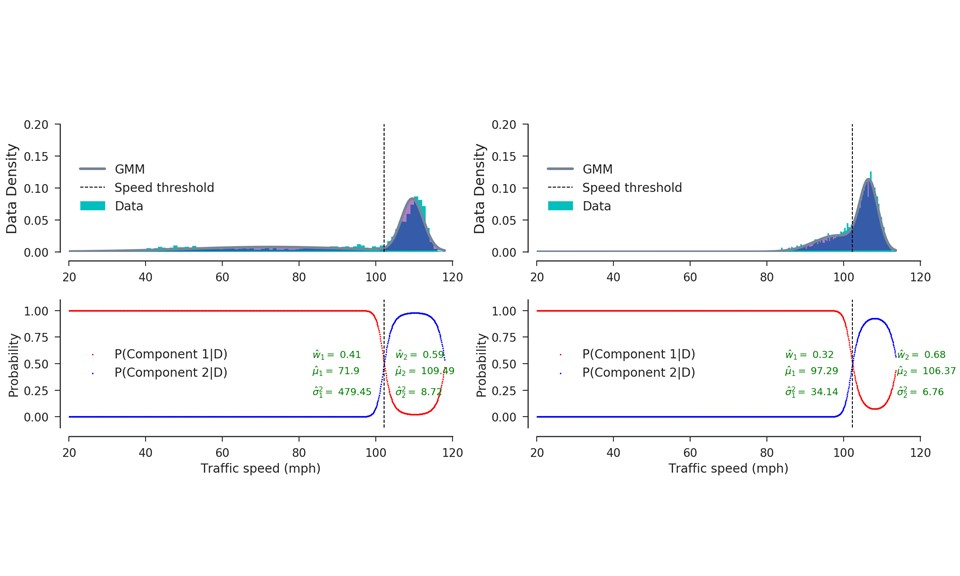 0.20
0.15
0.10
0.05
0.00
Data Density
GMM
Speed threshold
Data
20 40 60 80 100 120
0.20
0.15
0.10
0.05
0.00
Data Density
GMM
Speed threshold
Data
20 40 60 80 100 120
1.00
0.75
0.50
0.25
0.00
Probability
P(Component 1|D)
P(Component 2|D)
ŵ₁ = 0.41 ŵ₂ = 0.59
μ̂₁ = 71.9 μ̂₂ = 109.49
σ̂₁² = 479.45 σ̂₂² = 8.72
20 40 60 80 100 120
Traffic speed (mph)
1.00
0.75
0.50
0.25
0.00
Probability
P(Component 1|D)
P(Component 2|D)
ŵ₁ = 0.32 ŵ₂ = 0.68
μ̂₁ = 97.29 μ̂₂ = 106.37
σ̂₁² = 34.14 σ̂₂² = 6.76
20 40 60 80 100 120
Traffic speed (mph)